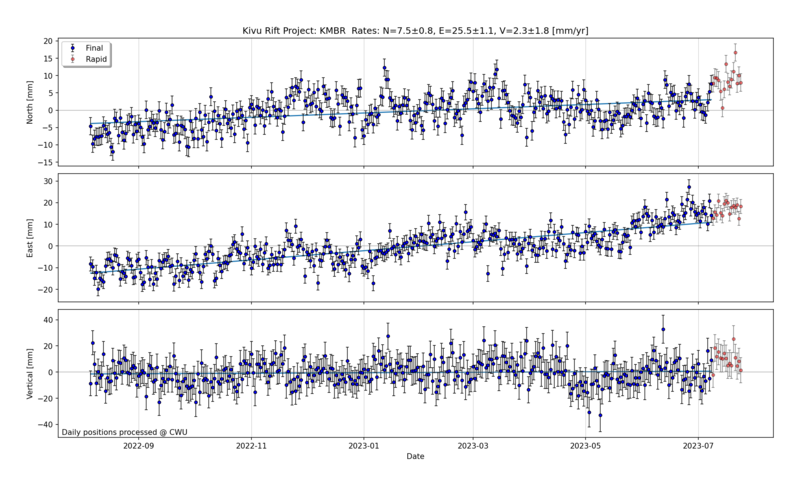 Kivu Rift Project: KMBR  Rates: N=7.5±0.8, E=25.5±1.1, V=2.3±1.8 [mm/yr]
Final
Rapid
North [mm]
20
15
10
5
0
−5
−10
−15
East [mm]
30
20
10
0
−10
−20
Vertical [mm]
40
20
0
−20
−40
Daily positions processed @ CWU
2022-09 2022-11 2023-01 2023-03 2023-05 2023-07
Date